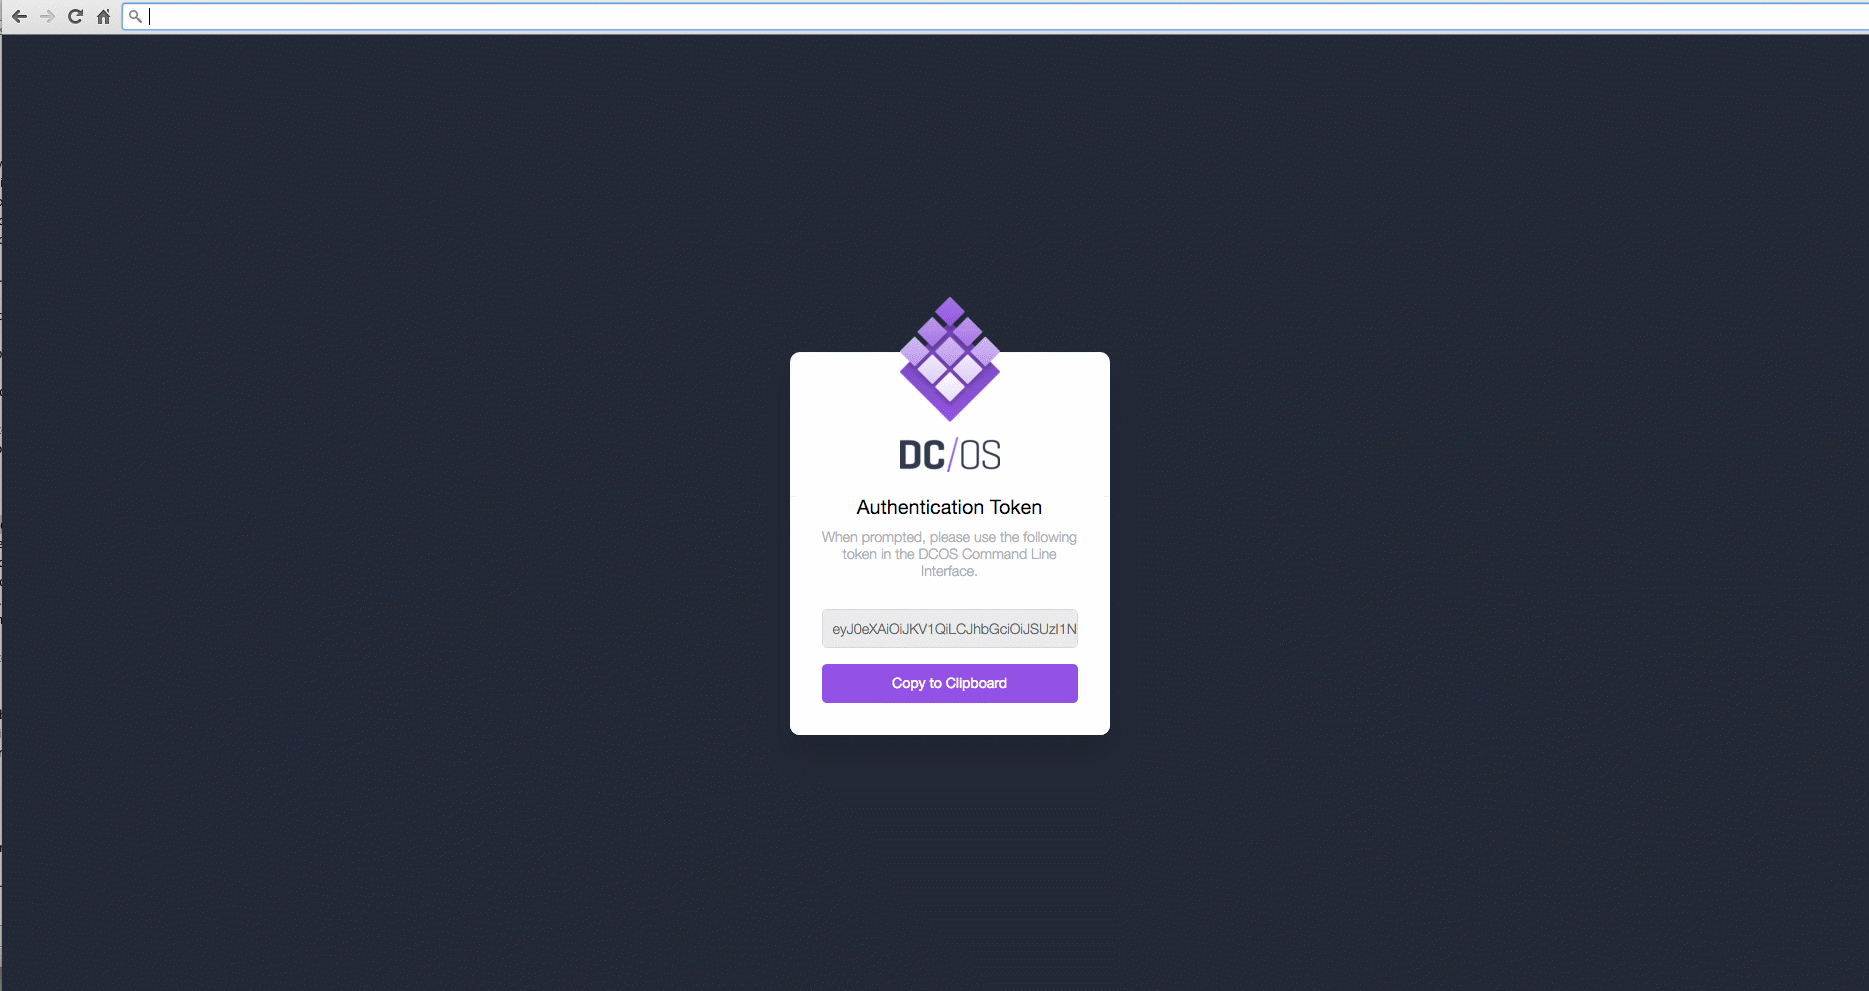 DC/OS
Authentication Token
When prompted, please use the following
token in the DCOS Command Line
Interface.
eyJ0eXAiOiJKV1QiLCJhbGciOiJSUzI1N
Copy to Clipboard